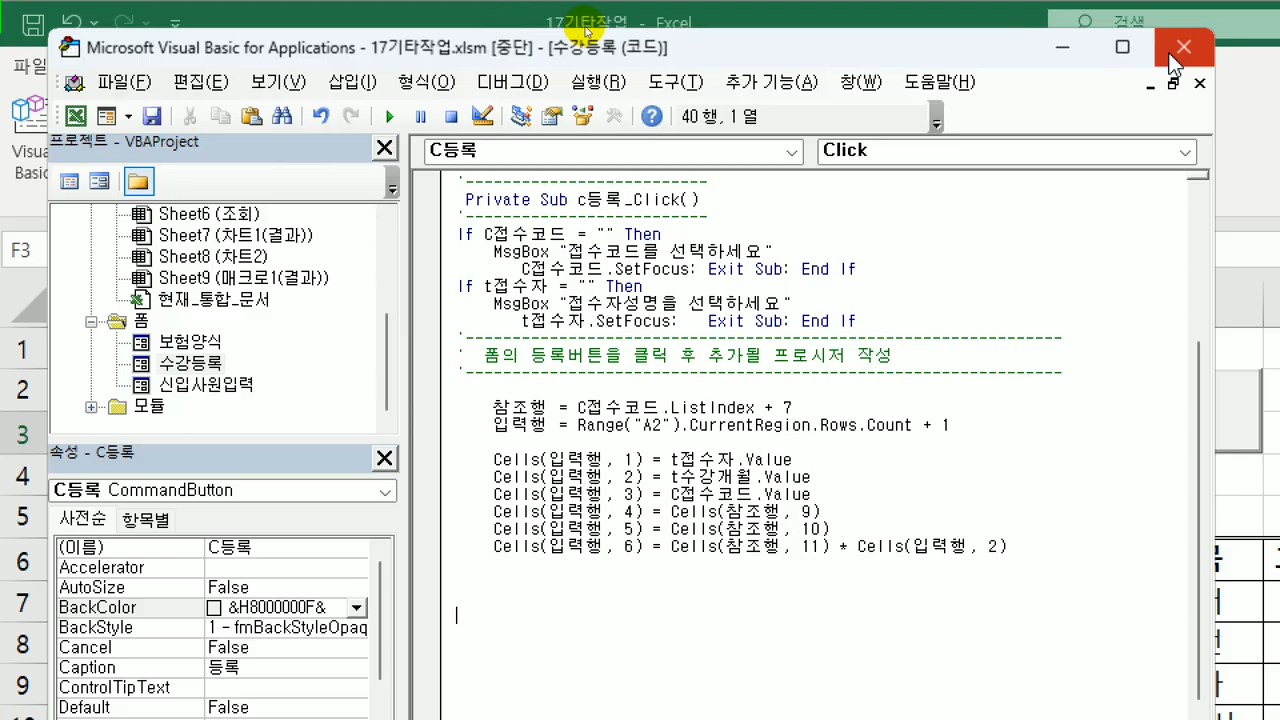 17기타작업 - Excel
검색
Microsoft Visual Basic for Applications - 17기타작업.xlsm [중단] - [수강등록 (코드)]
파일(F) 편집(E) 보기(V) 삽입(I) 형식(O) 디버그(D) 실행(R) 도구(T) 추가 기능(A) 창(W) 도움말(H)
파일
40 행, 1 열
Visua
Basic
프로젝트 - VBAProject
Sheet6 (조회)
Sheet7 (차트1(결과))
Sheet8 (차트2)
Sheet9 (매크로1(결과))
현재_통합_문서
폼
보험양식
수강등록
신입사원입력
모듈
속성 - C등록
C등록 CommandButton
사전순 항목별
(이름) C등록
Accelerator
AutoSize False
BackColor &H8000000F&
BackStyle 1 - fmBackStyleOpaq
Cancel False
Caption 등록
ControlTipText
Default False
C등록 Click
'---------------------------
Private Sub c등록_Click()
'---------------------------
If C접수코드 = "" Then
MsgBox "접수코드를 선택하세요"
C접수코드.SetFocus: Exit Sub: End If
If t접수자 = "" Then
MsgBox "접수자성명을 선택하세요"
t접수자.SetFocus: Exit Sub: End If
'-----------------------------------------------------------------
' 폼의 등록버튼을 클릭 후 추가될 프로시저 작성
'-----------------------------------------------------------------
참조행 = C접수코드.ListIndex + 7
입력행 = Range("A2").CurrentRegion.Rows.Count + 1
Cells(입력행, 1) = t접수자.Value
Cells(입력행, 2) = t수강개월.Value
Cells(입력행, 3) = C접수코드.Value
Cells(입력행, 4) = Cells(참조행, 9)
Cells(입력행, 5) = Cells(참조행, 10)
Cells(입력행, 6) = Cells(참조행, 11) * Cells(입력행, 2)
F3
1
2
3
4
5
6
7
8
9